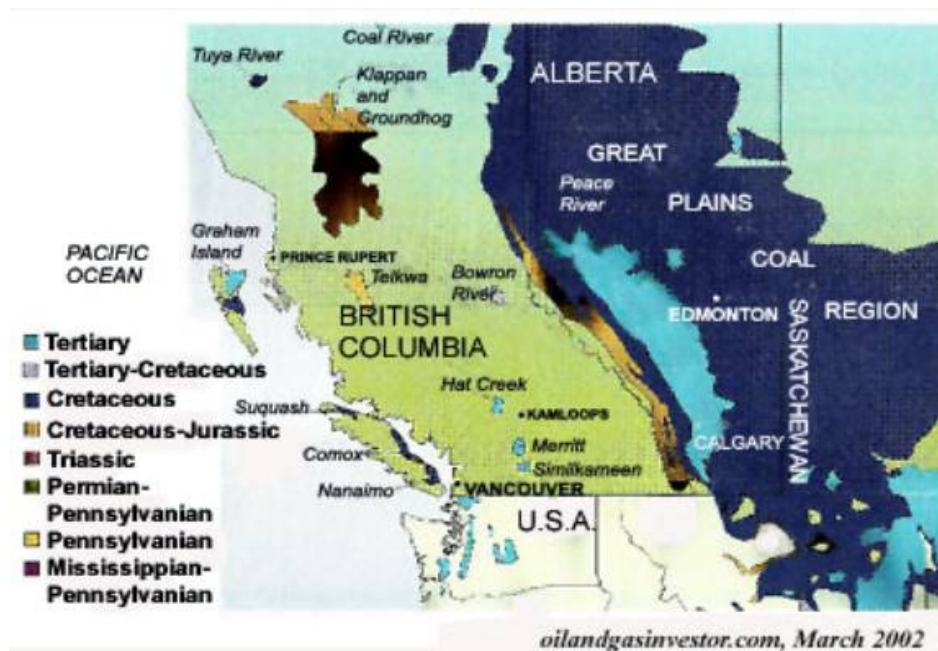 Coal River
Tuya River
Klappan
and
Groundhog
ALBERTA
GREAT
Peace
River
PLAINS
Graham
Island
PACIFIC
OCEAN
PRINCE RUPERT
Telkwa
Bowron
River
COAL
EDMONTON
SASKATCHEWAN
REGION
BRITISH
COLUMBIA
Tertiary
Tertiary-Cretaceous
Cretaceous
Cretaceous-Jurassic
Triassic
Permian-
Pennsylvanian
Pennsylvanian
Mississippian-
Pennsylvanian
Hat Creek
Suquash
KAMLOOPS
Comox
Merritt
CALGARY
Similkameen
Nanaimo
VANCOUVER
U.S.A.
oilandgasinvestor.com, March 2002